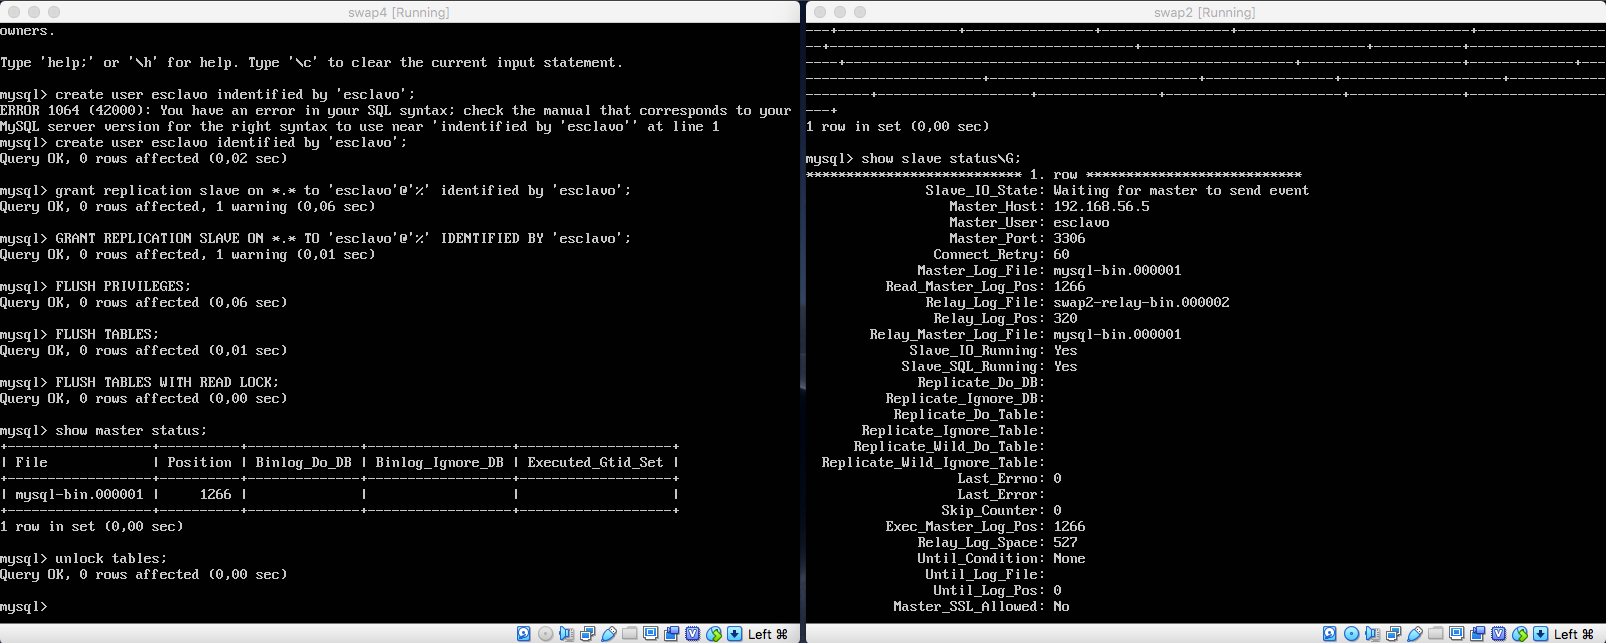 swap4 [Running]
owners.
Type 'help;' or '\h' for help. Type '\c' to clear the current input statement.
mysql> create user esclavo indentified by 'esclavo';
ERROR 1064 (42000): You have an error in your SQL syntax; check the manual that corresponds to your
MySQL server version for the right syntax to use near 'indentified by 'esclavo'' at line 1
mysql> create user esclavo identified by 'esclavo';
Query OK, 0 rows affected (0,02 sec)
mysql> grant replication slave on *.* to 'esclavo'@'%' identified by 'esclavo';
Query OK, 0 rows affected, 1 warning (0,06 sec)
mysql> GRANT REPLICATION SLAVE ON *.* TO 'esclavo'@'%' IDENTIFIED BY 'esclavo';
Query OK, 0 rows affected, 1 warning (0,01 sec)
mysql> FLUSH PRIVILEGES;
Query OK, 0 rows affected (0,06 sec)
mysql> FLUSH TABLES;
Query OK, 0 rows affected (0,01 sec)
mysql> FLUSH TABLES WITH READ LOCK;
Query OK, 0 rows affected (0,00 sec)
mysql> show master status;
+------------------+----------+--------------+------------------+-------------------+
| File | Position | Binlog_Do_DB | Binlog_Ignore_DB | Executed_Gtid_Set |
+------------------+----------+--------------+------------------+-------------------+
| mysql-bin.000001 | 1266 | | | |
+------------------+----------+--------------+------------------+-------------------+
1 row in set (0,00 sec)
mysql> unlock tables;
Query OK, 0 rows affected (0,00 sec)
mysql>
Left ⌘
swap2 [Running]
1 row in set (0,00 sec)
mysql> show slave status\G;
*************************** 1. row ***************************
Slave_IO_State: Waiting for master to send event
Master_Host: 192.168.56.5
Master_User: esclavo
Master_Port: 3306
Connect_Retry: 60
Master_Log_File: mysql-bin.000001
Read_Master_Log_Pos: 1266
Relay_Log_File: swap2-relay-bin.000002
Relay_Log_Pos: 320
Relay_Master_Log_File: mysql-bin.000001
Slave_IO_Running: Yes
Slave_SQL_Running: Yes
Replicate_Do_DB:
Replicate_Ignore_DB:
Replicate_Do_Table:
Replicate_Ignore_Table:
Replicate_Wild_Do_Table:
Replicate_Wild_Ignore_Table:
Last_Errno: 0
Last_Error:
Skip_Counter: 0
Exec_Master_Log_Pos: 1266
Relay_Log_Space: 527
Until_Condition: None
Until_Log_File:
Until_Log_Pos: 0
Master_SSL_Allowed: No
Left ⌘